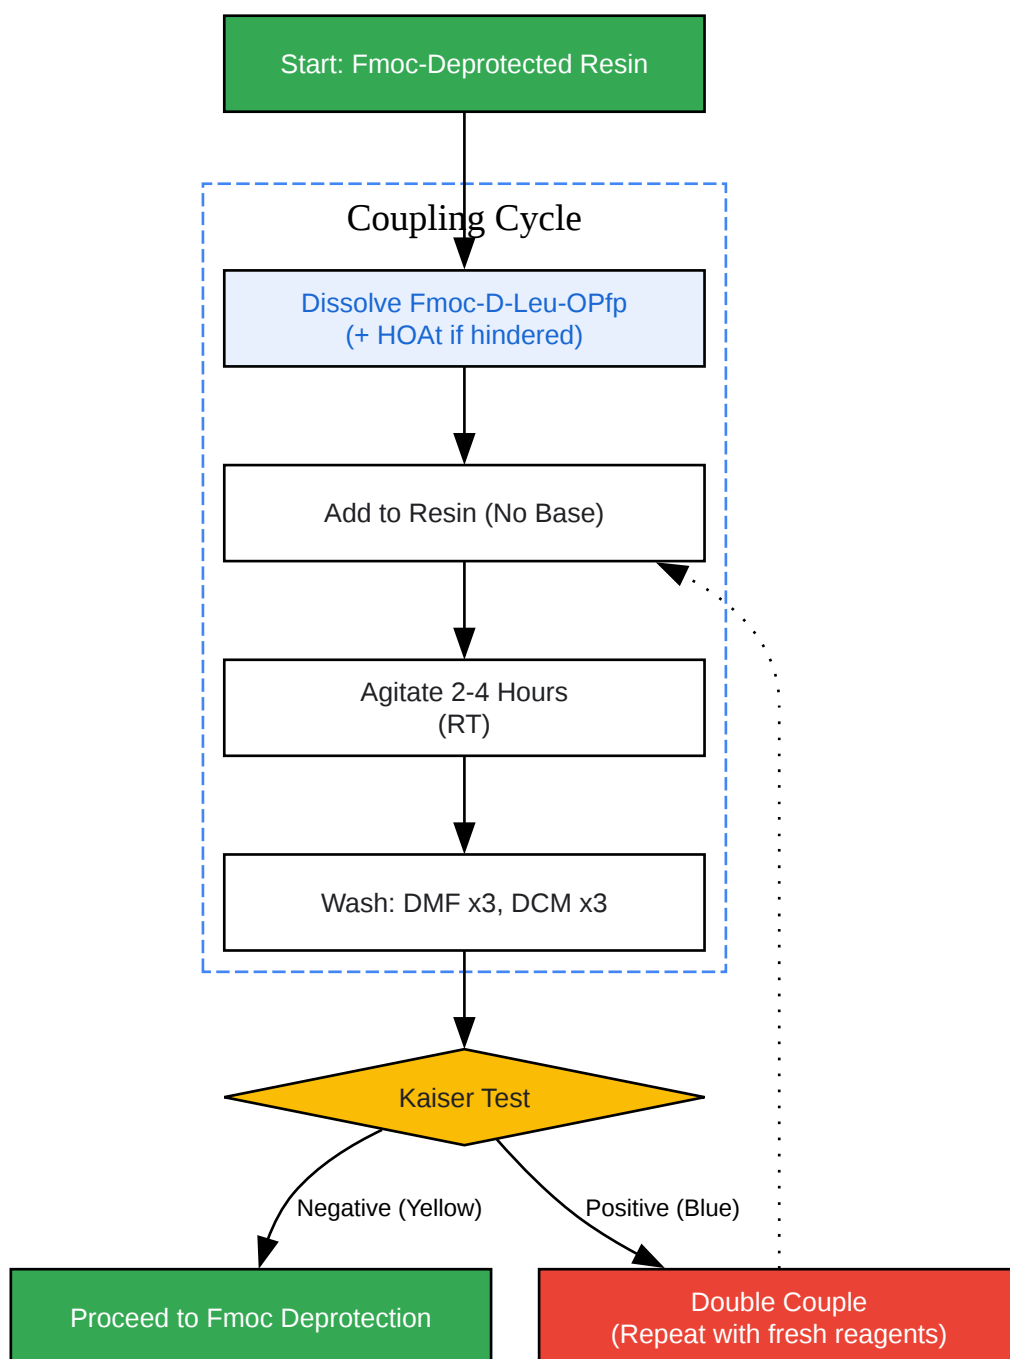 Start: Fmoc-Deprotected Resin
Coupling Cycle
Dissolve Fmoc-D-Leu-OPfp
(+ HOAt if hindered)
Add to Resin (No Base)
Agitate 2-4 Hours
(RT)
Wash: DMF x3, DCM x3
Kaiser Test
Negative (Yellow)
Positive (Blue)
Proceed to Fmoc Deprotection
Double Couple
(Repeat with fresh reagents)